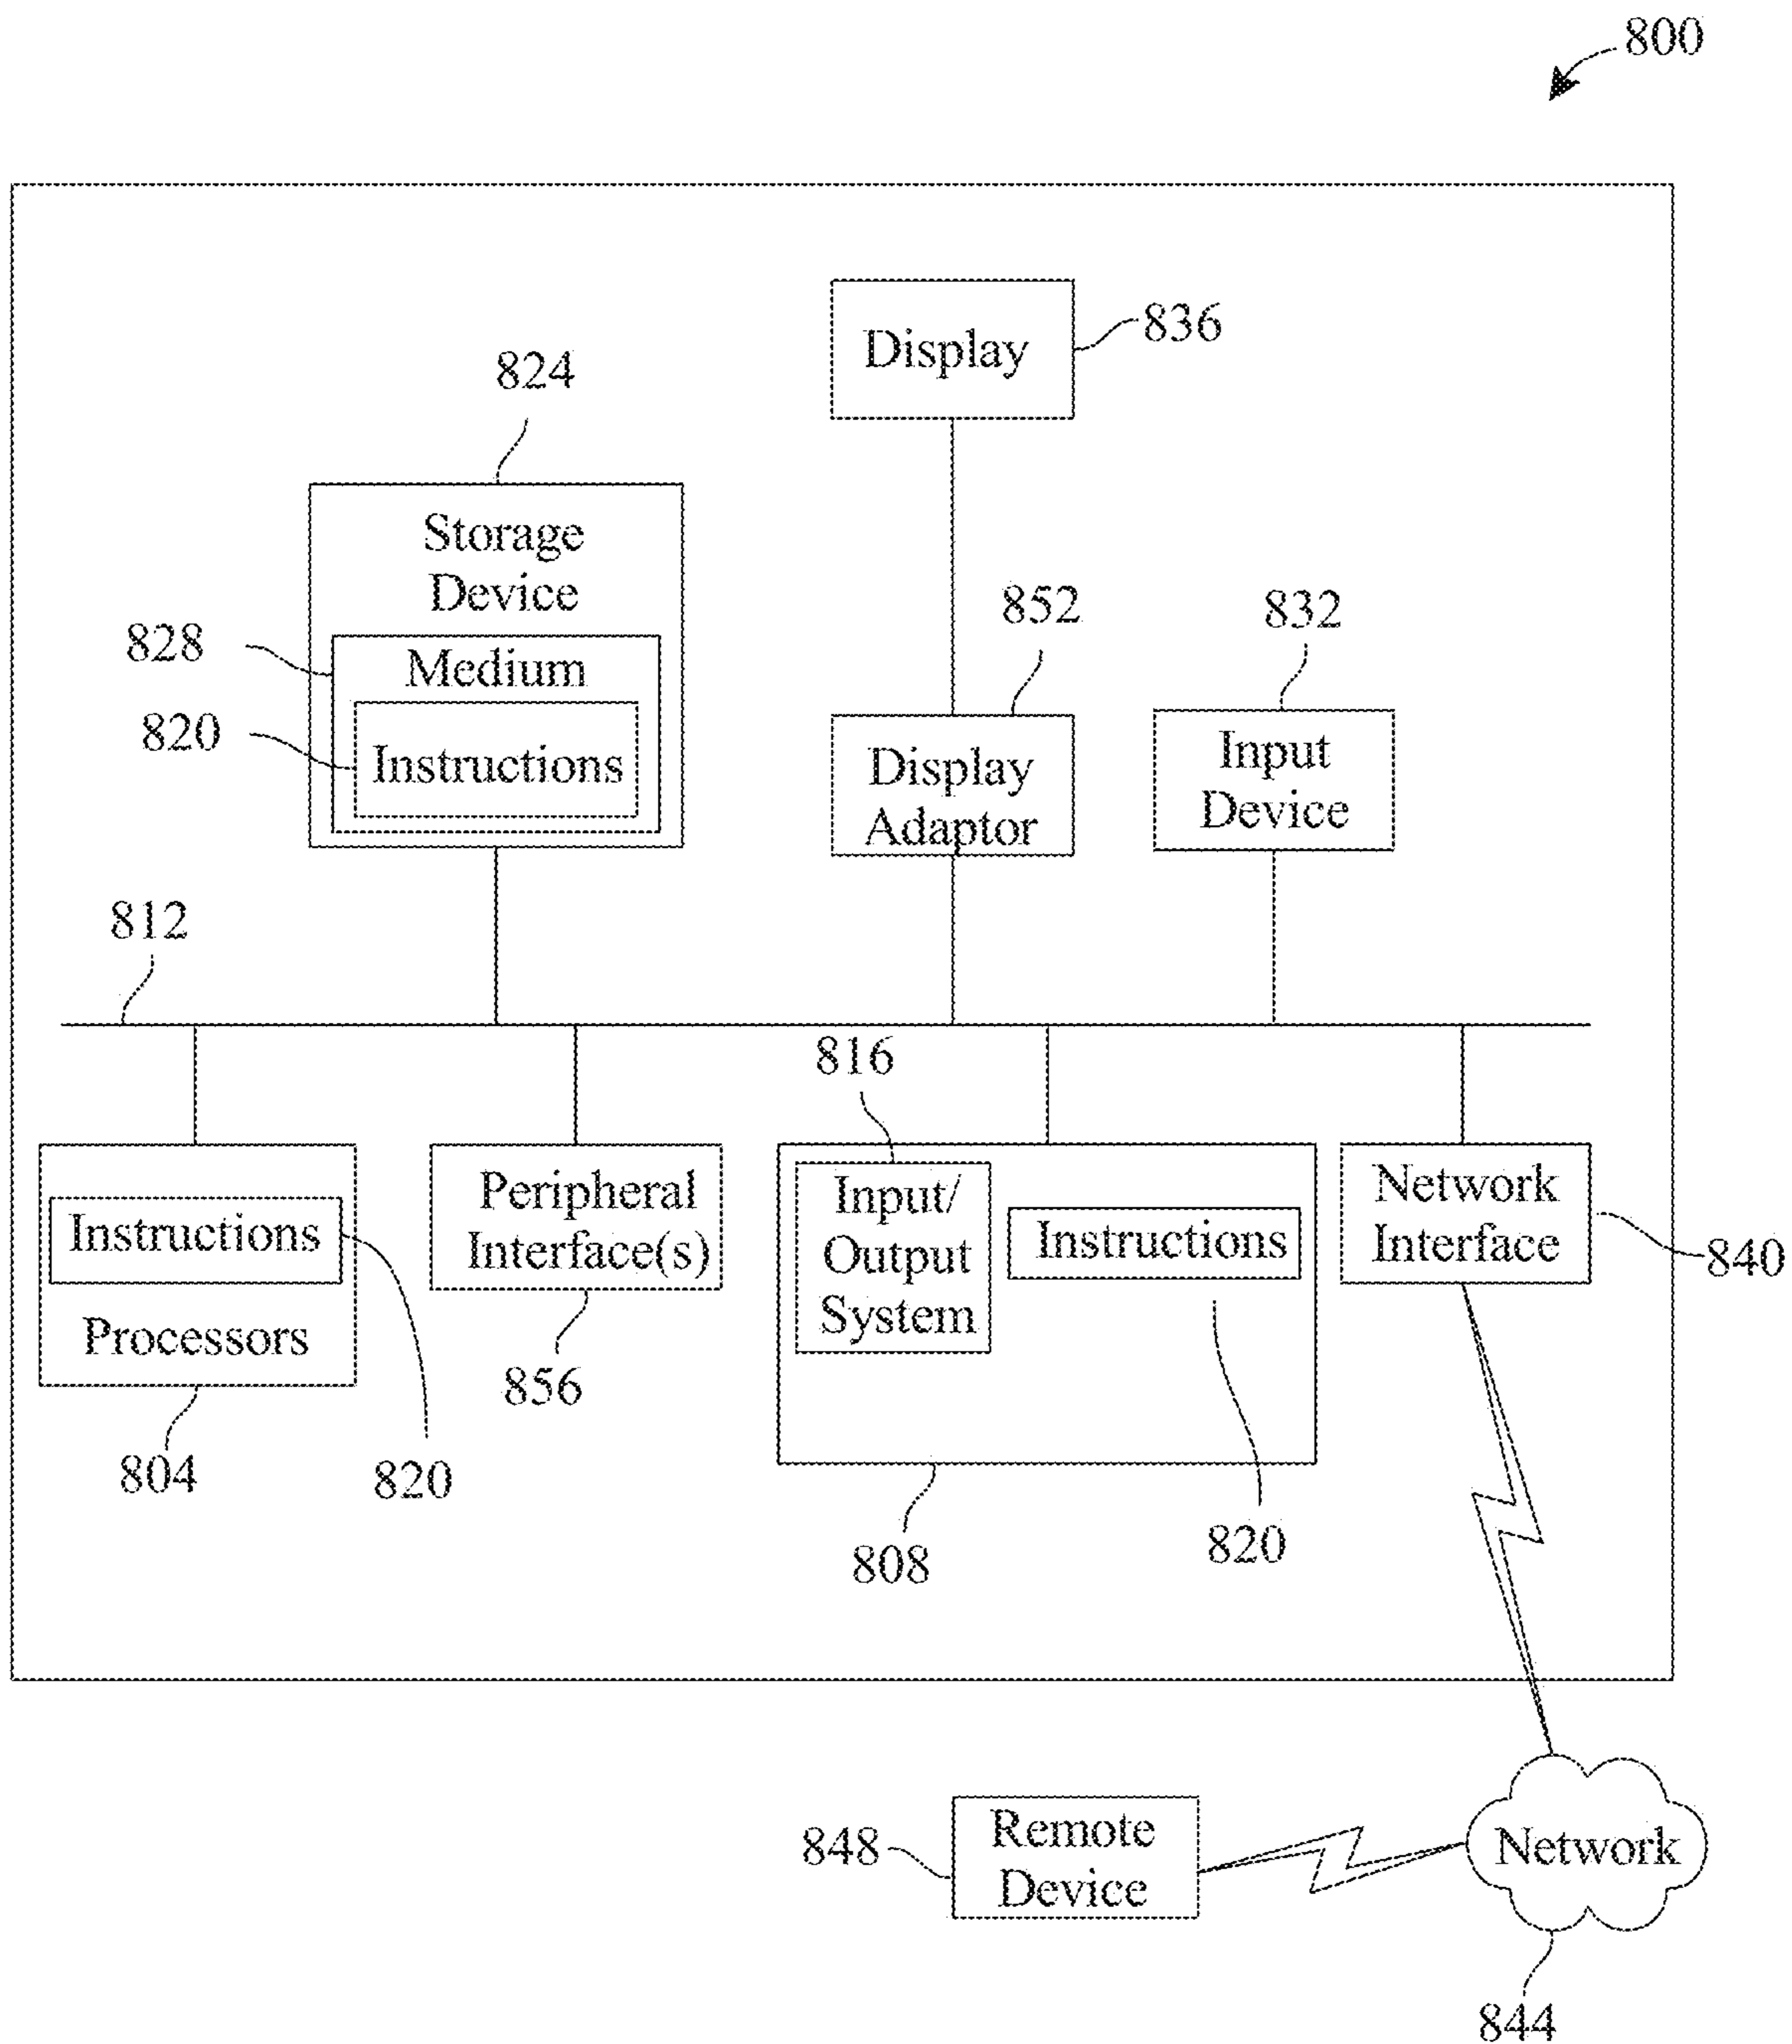 800
Display
836
824
Storage
Device
828
Medium
820
Instructions
852
Display
Adaptor
832
Input
Device
812
816
Instructions
Processors
804
820
Peripheral
Interface(s)
856
Input/
Output
System
Instructions
808
820
Network
Interface
840
848
Remote
Device
Network
844